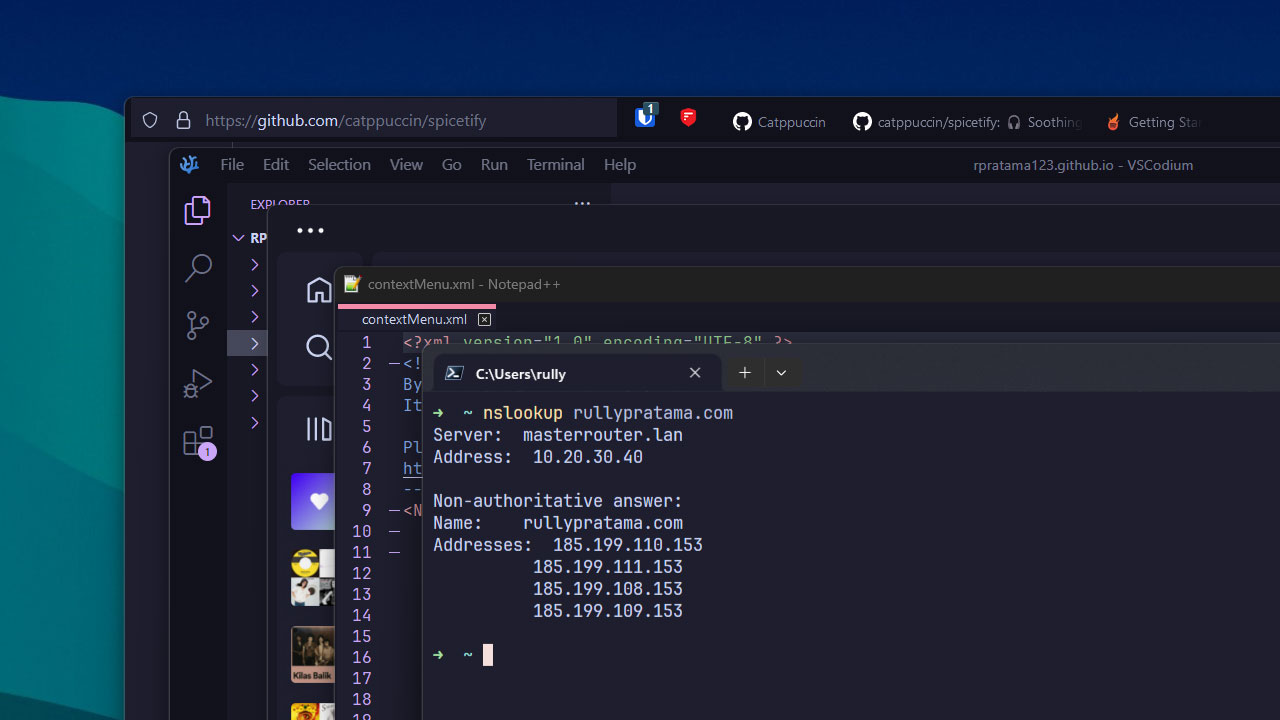 https://github.com/catppuccin/spicetify
1
Catppuccin
catppuccin/spicetify: 🎧 Soothing
Getting Star
File Edit Selection View Go Run Terminal Help
rpratama123.github.io - VSCodium
EXPLORER
RP
contextMenu.xml - Notepad++
contextMenu.xml
1 <?xml version="1.0" encoding="UTF-8" ?>
2 <!
3 By
4 It
5
6 Pl
7 ht
8 --
9 <N
10
11
12
13
14
15
16
17
18
19
1
Kilas Balik
C:\Users\rully
➜ ~ nslookup rullypratama.com
Server: masterrouter.lan
Address: 10.20.30.40
Non-authoritative answer:
Name: rullypratama.com
Addresses: 185.199.110.153
185.199.111.153
185.199.108.153
185.199.109.153
➜ ~